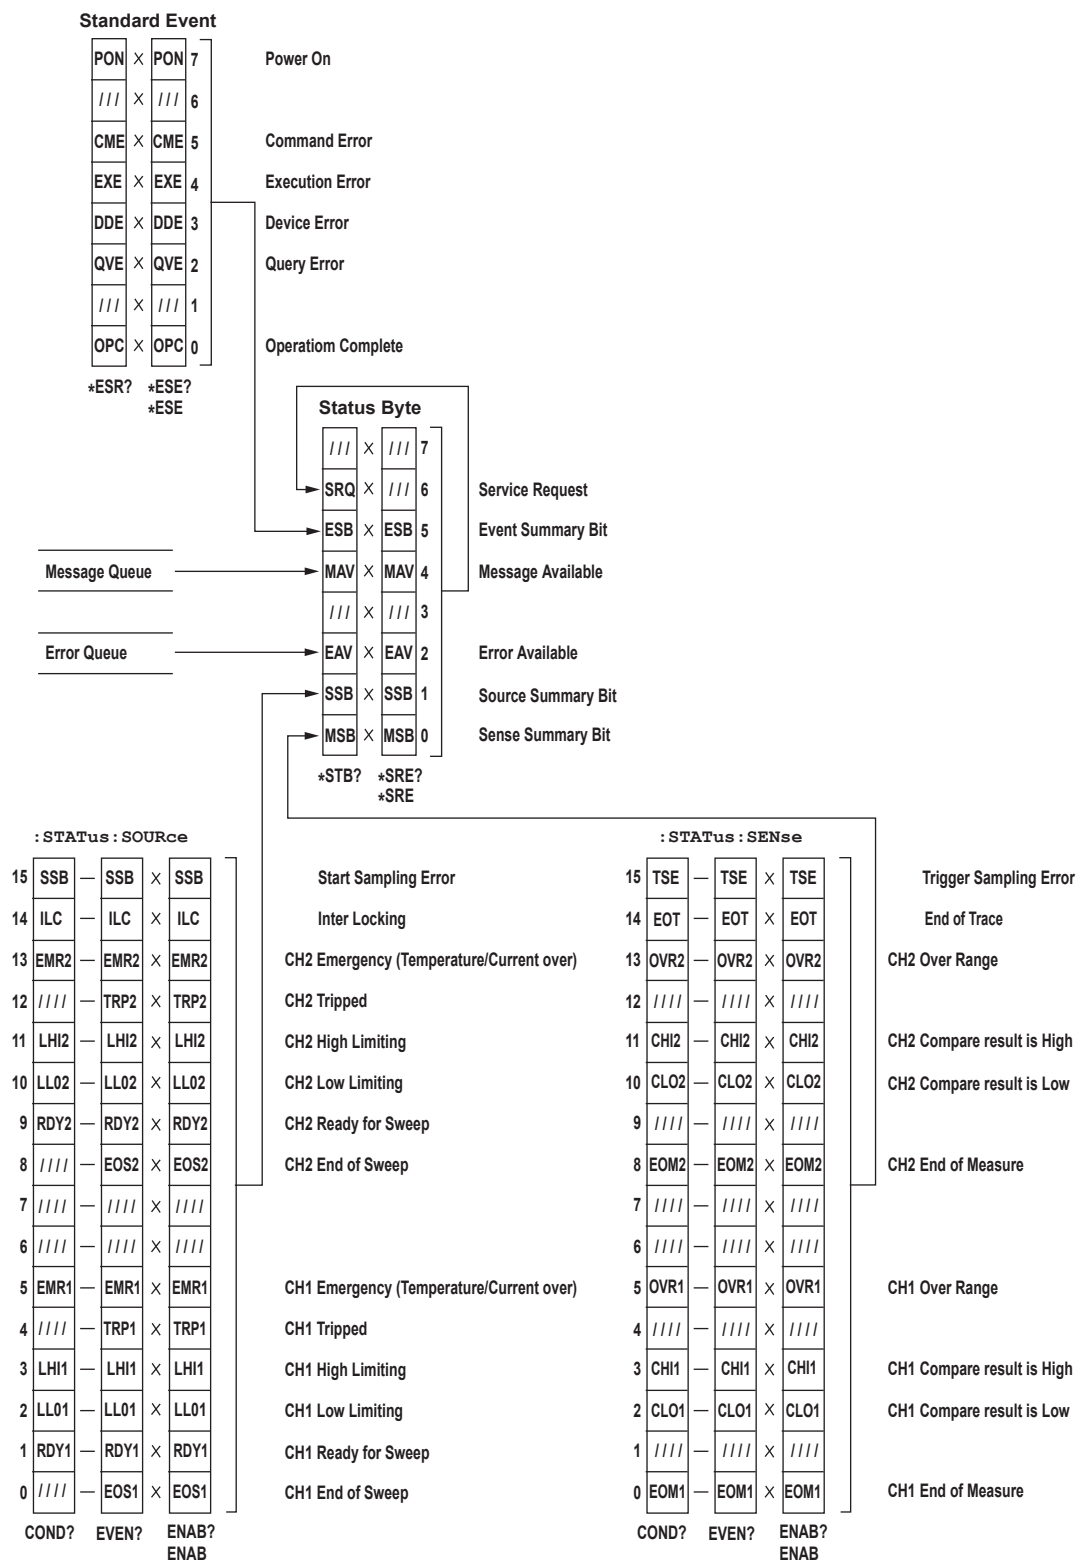 Standard Event
PON × PON 7 Power On
/// × /// 6
CME × CME 5 Command Error
EXE × EXE 4 Execution Error
DDE × DDE 3 Device Error
QVE × QVE 2 Query Error
/// × /// 1
OPC × OPC 0 Operatiom Complete
*ESR? *ESE?
*ESE
Status Byte
/// × /// 7
SRQ × /// 6 Service Request
ESB × ESB 5 Event Summary Bit
Message Queue MAV × MAV 4 Message Available
/// × /// 3
Error Queue EAV × EAV 2 Error Available
SSB × SSB 1 Source Summary Bit
MSB × MSB 0 Sense Summary Bit
*STB? *SRE?
*SRE
:STATus:SOURce
15 SSB — SSB × SSB Start Sampling Error
14 ILC — ILC × ILC Inter Locking
13 EMR2 — EMR2 × EMR2 CH2 Emergency (Temperature/Current over)
12 //// — TRP2 × TRP2 CH2 Tripped
11 LHI2 — LHI2 × LHI2 CH2 High Limiting
10 LL02 — LL02 × LL02 CH2 Low Limiting
9 RDY2 — RDY2 × RDY2 CH2 Ready for Sweep
8 //// — EOS2 × EOS2 CH2 End of Sweep
7 //// — //// × ////
6 //// — //// × ////
5 EMR1 — EMR1 × EMR1 CH1 Emergency (Temperature/Current over)
4 //// — TRP1 × TRP1 CH1 Tripped
3 LHI1 — LHI1 × LHI1 CH1 High Limiting
2 LL01 — LL01 × LL01 CH1 Low Limiting
1 RDY1 — RDY1 × RDY1 CH1 Ready for Sweep
0 //// — EOS1 × EOS1 CH1 End of Sweep
COND? EVEN? ENAB?
ENAB
:STATus:SENse
15 TSE — TSE × TSE Trigger Sampling Error
14 EOT — EOT × EOT End of Trace
13 OVR2 — OVR2 × OVR2 CH2 Over Range
12 //// — //// × ////
11 CHI2 — CHI2 × CHI2 CH2 Compare result is High
10 CLO2 — CLO2 × CLO2 CH2 Compare result is Low
9 //// — //// × ////
8 EOM2 — EOM2 × EOM2 CH2 End of Measure
7 //// — //// × ////
6 //// — //// × ////
5 OVR1 — OVR1 × OVR1 CH1 Over Range
4 //// — //// × ////
3 CHI1 — CHI1 × CHI1 CH1 Compare result is High
2 CLO1 — CLO1 × CLO1 CH1 Compare result is Low
1 //// — //// × ////
0 EOM1 — EOM1 × EOM1 CH1 End of Measure
COND? EVEN? ENAB?
ENAB